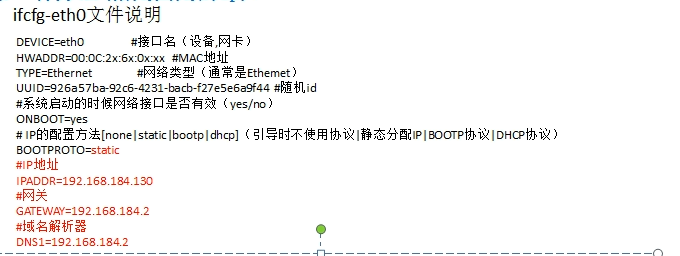 ifcfg-eth0文件说明
DEVICE=eth0 #接口名（设备,网卡）
HWADDR=00:0C:2x:6x:0x:xx #MAC地址
TYPE=Ethernet #网络类型（通常是Ethemet）
UUID=926a57ba-92c6-4231-bacb-f27e5e6a9f44 #随机id
#系统启动的时候网络接口是否有效（yes/no）
ONBOOT=yes
# IP的配置方法[none|static|bootp|dhcp]（引导时不使用协议|静态分配IP|BOOTP协议|DHCP协议）
BOOTPROTO=static
#IP地址
IPADDR=192.168.184.130
#网关
GATEWAY=192.168.184.2
#域名解析器
DNS1=192.168.184.2